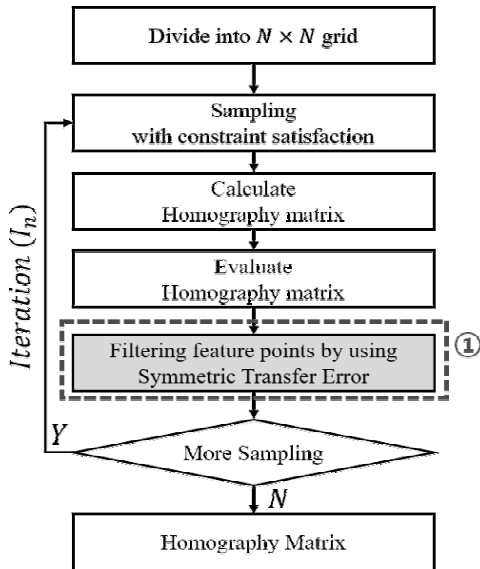 Divide into N × N grid
Sampling
with constraint satisfaction
Calculate
Homography matrix
Evaluate
Homography matrix
Filtering feature points by using
Symmetric Transfer Error
①
Iteration (Iₙ)
Y
More Sampling
N
Homography Matrix